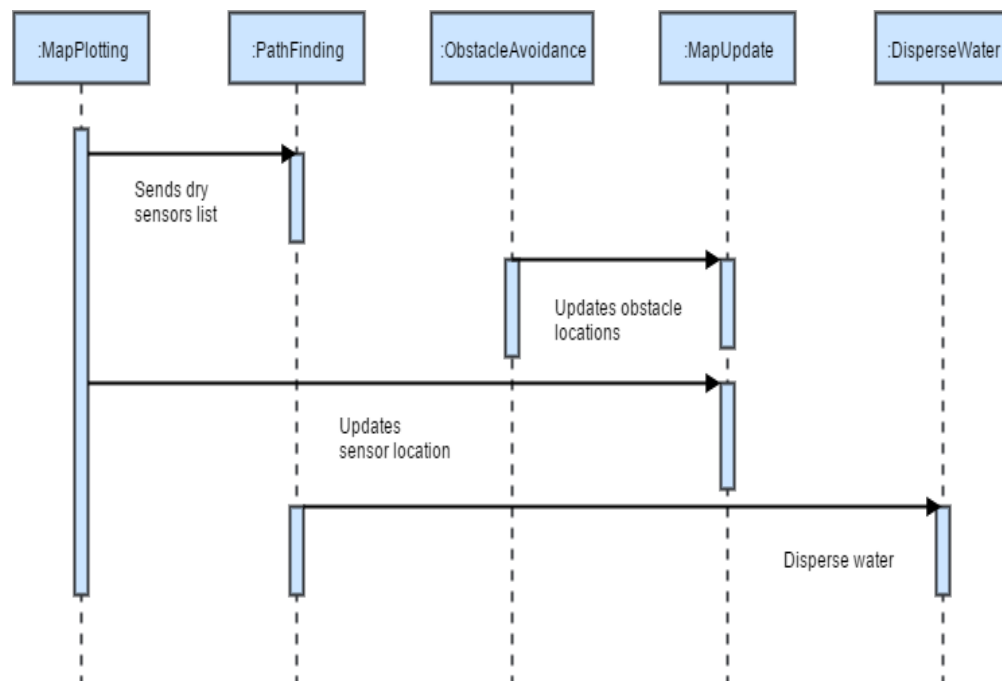 :MapPlotting
:PathFinding
:ObstacleAvoidance
:MapUpdate
:DisperseWater
Sends dry
sensors list
Updates obstacle
locations
Updates
sensor location
Disperse water